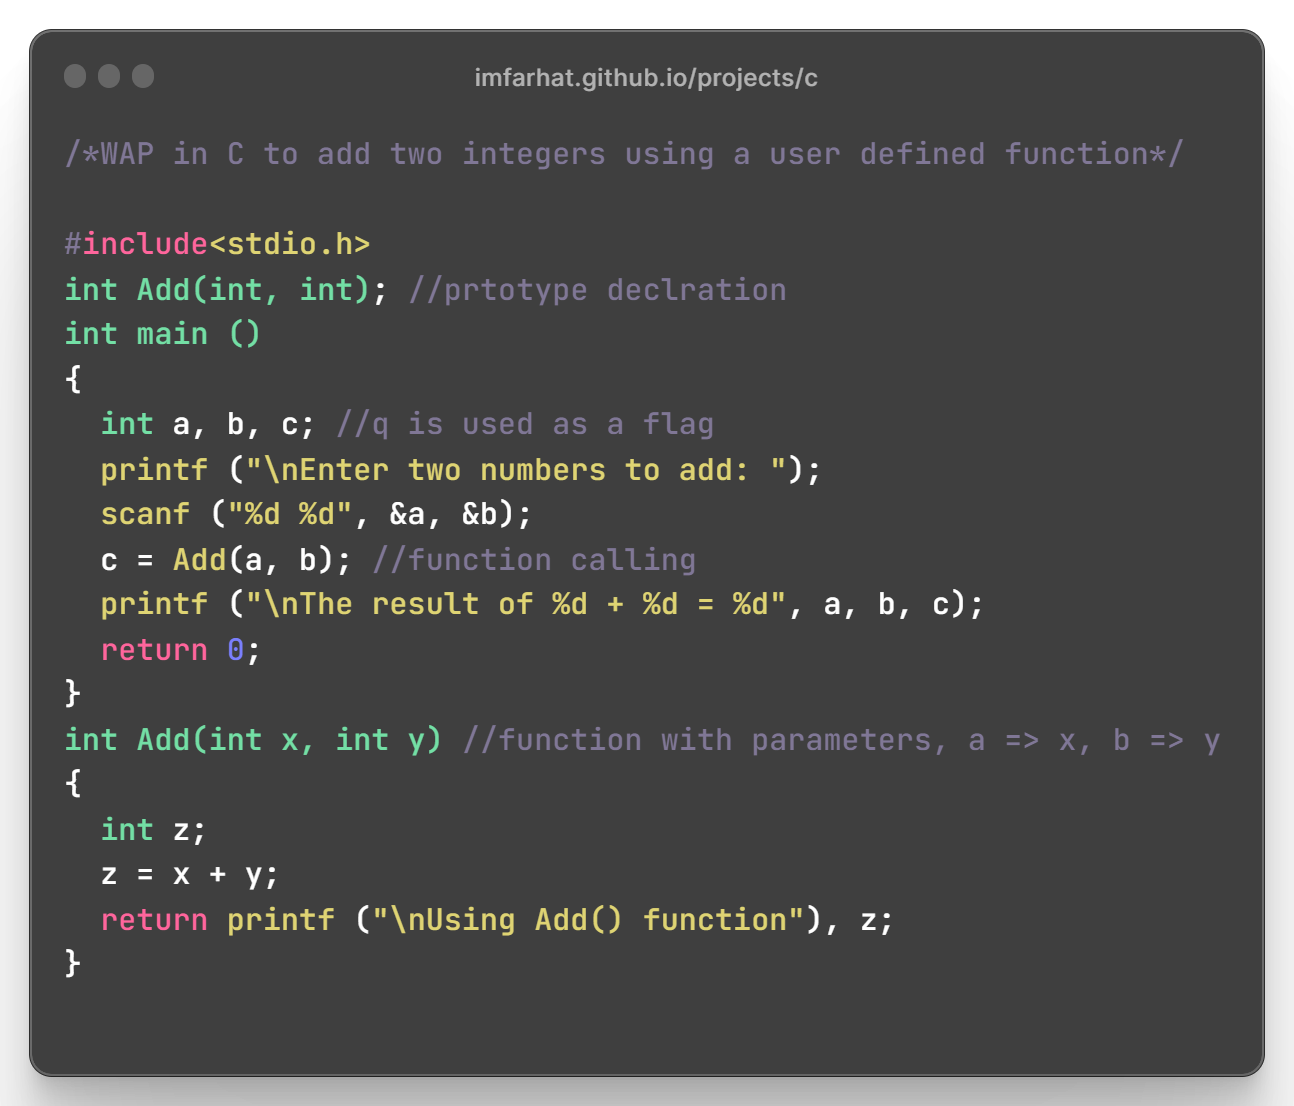 imfarhat.github.io/projects/c
/*WAP in C to add two integers using a user defined function*/
#include<stdio.h>
int Add(int, int); //prtotype declration
int main ()
{
  int a, b, c; //q is used as a flag
  printf ("\nEnter two numbers to add: ");
  scanf ("%d %d", &a, &b);
  c = Add(a, b); //function calling
  printf ("\nThe result of %d + %d = %d", a, b, c);
  return 0;
}
int Add(int x, int y) //function with parameters, a => x, b => y
{
  int z;
  z = x + y;
  return printf ("\nUsing Add() function"), z;
}